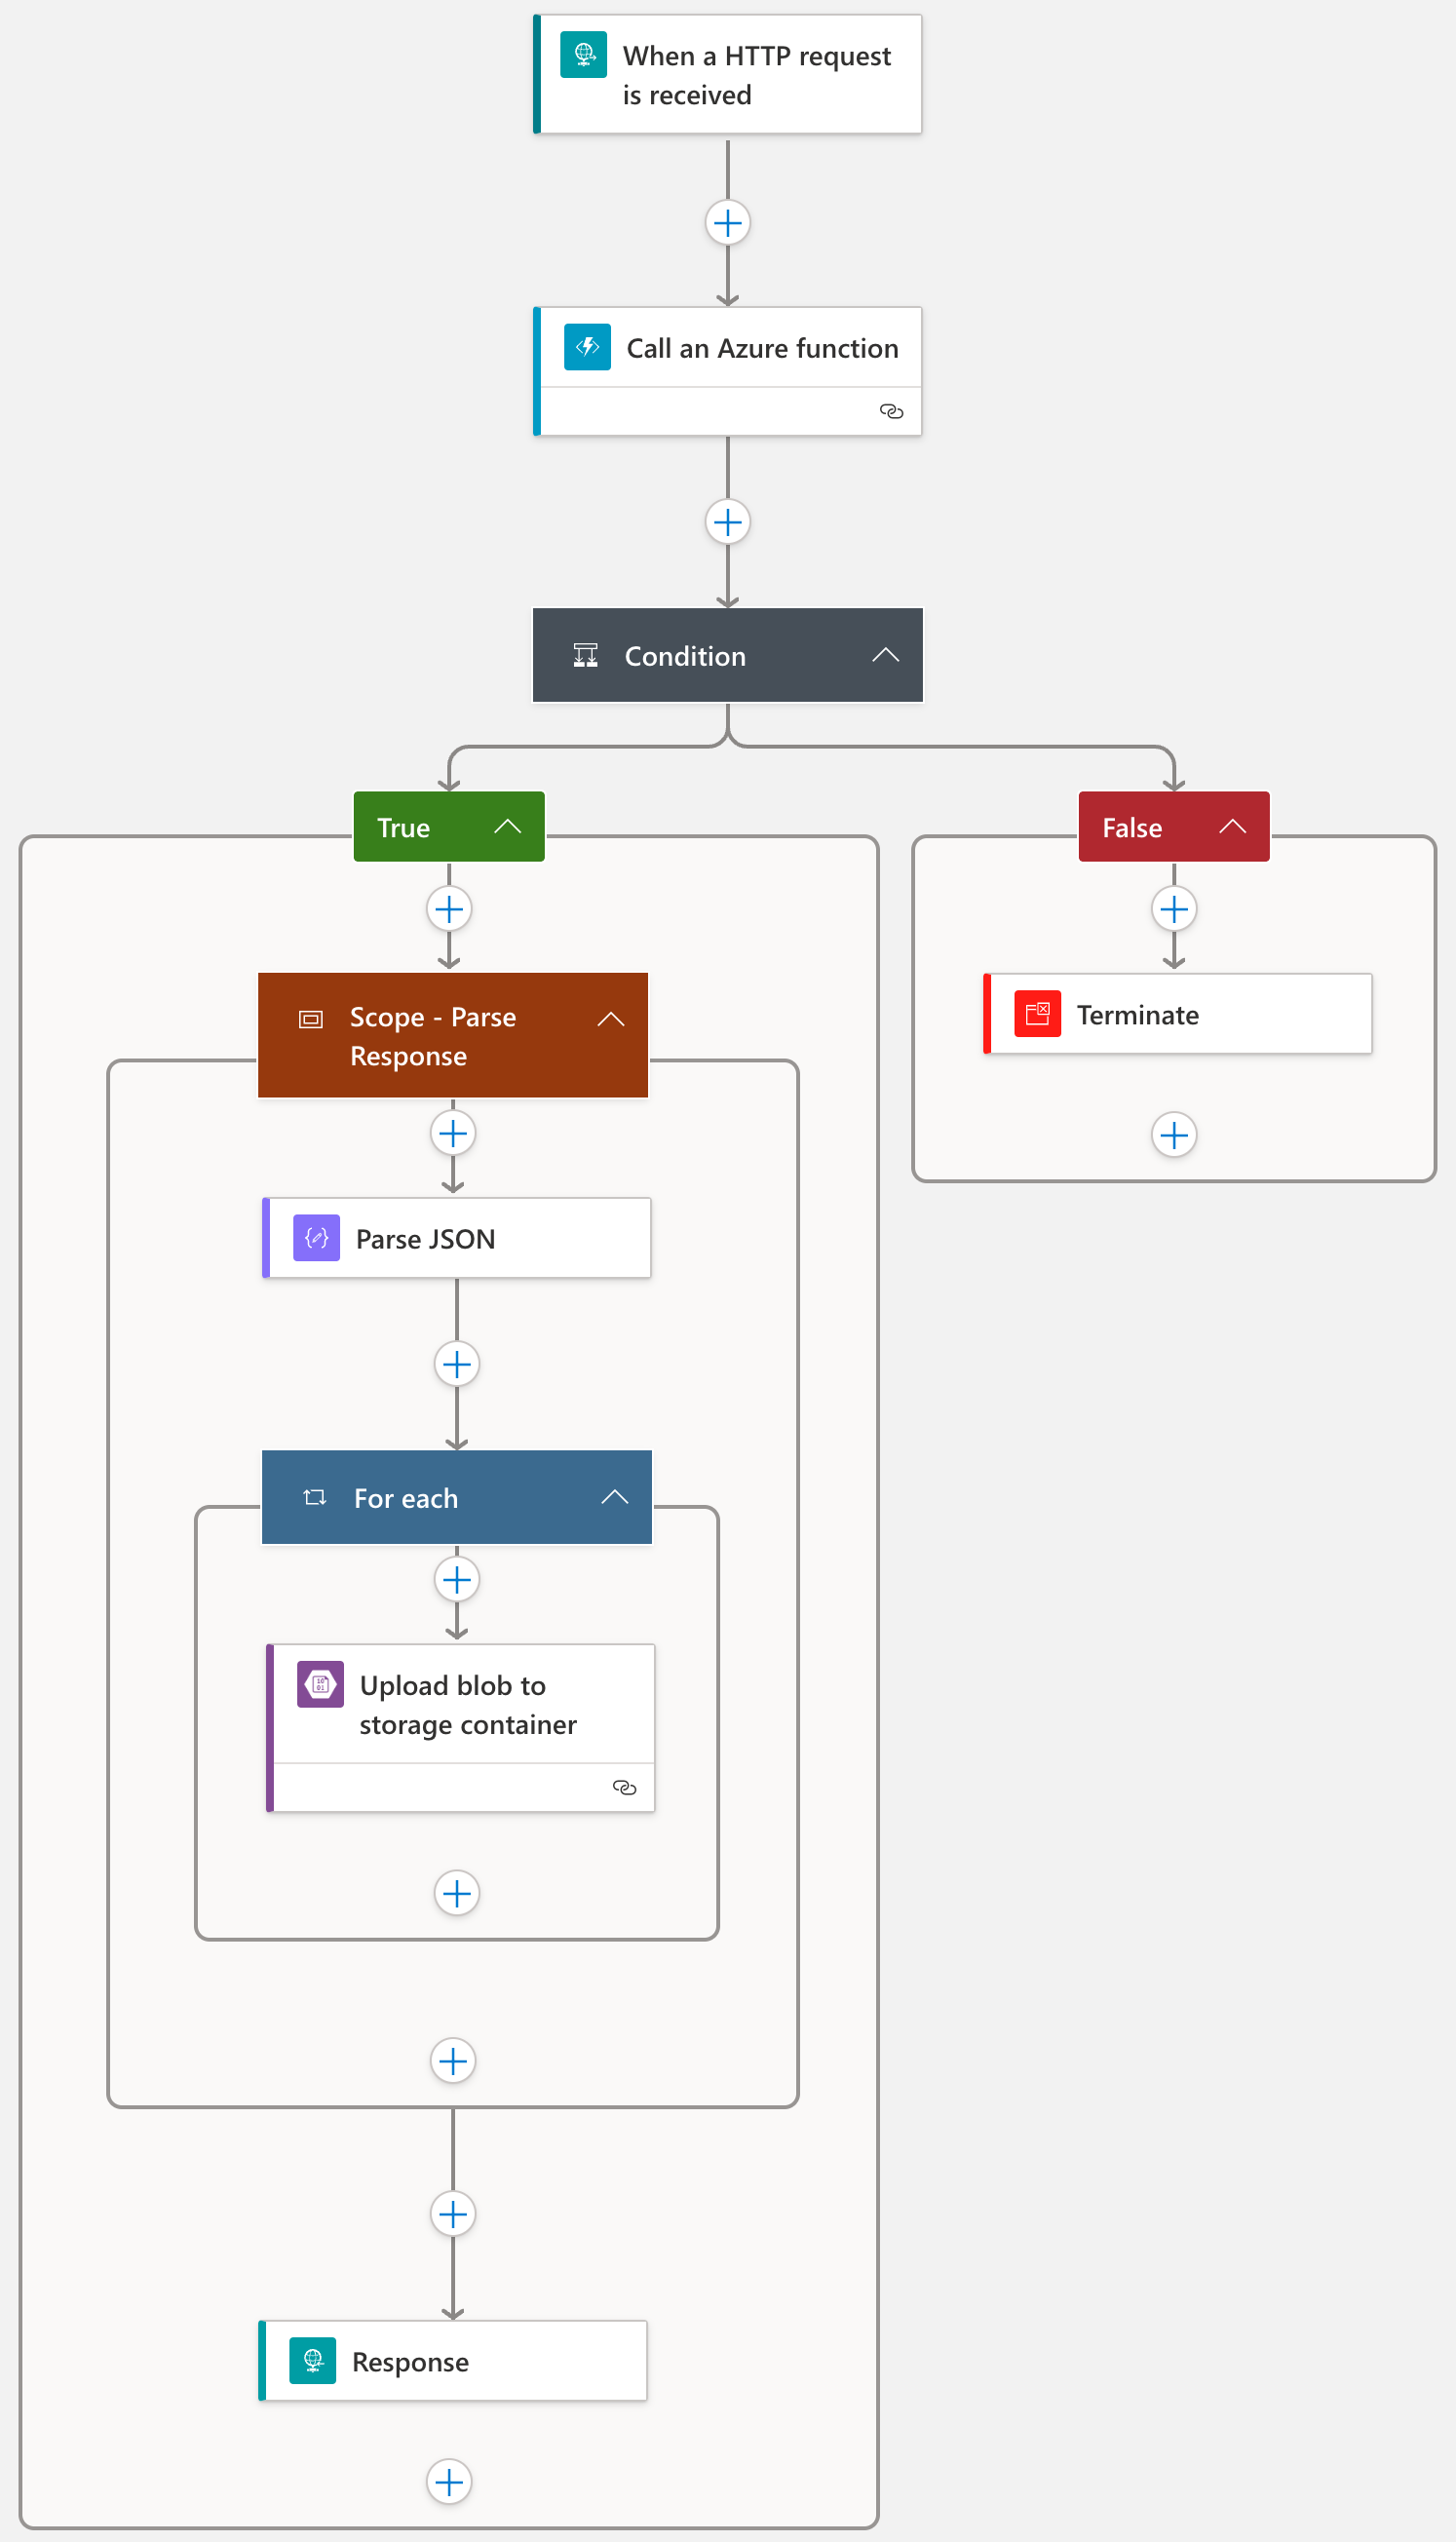 When a HTTP request
is received
Call an Azure function
Condition
True
False
Scope - Parse
Response
Terminate
Parse JSON
For each
Upload blob to
storage container
Response